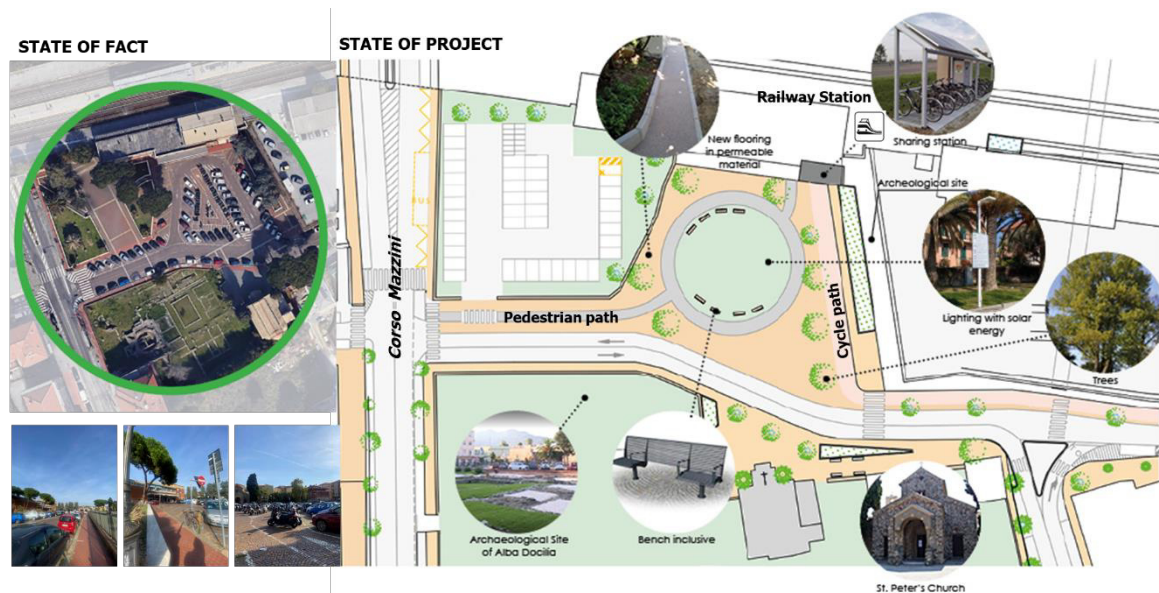 STATE OF FACT
STATE OF PROJECT
Railway Station
New flooring
in permeable
material
Sharing station
Archeological site
BUS
Corso Mazzini
Pedestrian path
Cycle path
Lighting with solar
energy
Trees
Archaeological Site
of Alba Docilia
Bench inclusive
St. Peter's Church